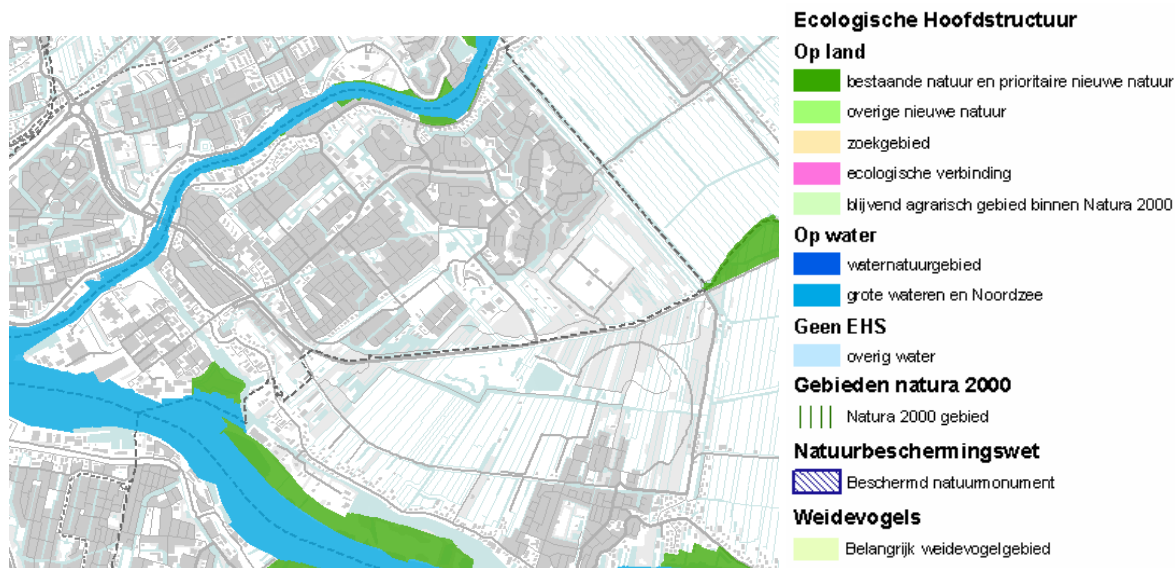 Ecologische Hoofdstructuur
Op land
bestaande natuur en prioritaire nieuwe natuur
overige nieuwe natuur
zoekgebied
ecologische verbinding
blijvend agrarisch gebied binnen Natura 2000
Op water
waternatuurgebied
grote wateren en Noordzee
Geen EHS
overig water
Gebieden natura 2000
Natura 2000 gebied
Natuurbeschermingswet
Beschermd natuurmonument
Weidevogels
Belangrijk weidevogelgebied